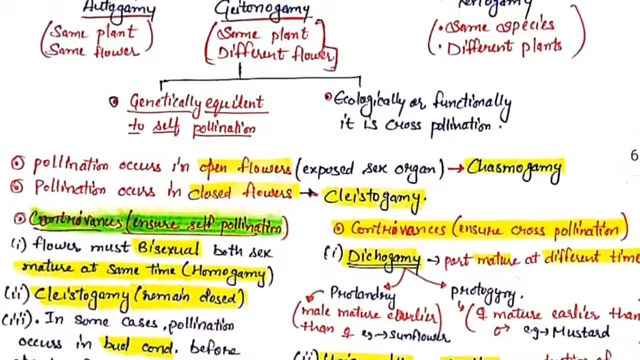 Autogamy
Geitonogamy
Xenogamy
(Same plant
Same flower)
(Same plant
Different flower)
(• Same species
• Different plants)
Genetically equilent
to self pollination
Ecologically or functionally
it is cross pollination.
6
pollination occurs in open flowers (exposed sex organ) → Chasmogamy
Pollination occurs in closed flowers → Cleistogamy.
Contrivances (ensure self pollination)
(i) flower must Bisexual both sex
mature at same time (Homogamy)
(ii) Cleistogamy (remain closed)
(iii). In some cases, pollination
occurs in bud cond. before
Contrivances (ensure cross pollination)
(i) Dichogamy → part mature at different time
Protandry
(male mature earlier
than ♀ eg → Sunflower
protogyny.
(♀ mature earlier than
♂ eg → Mustard
(ii)